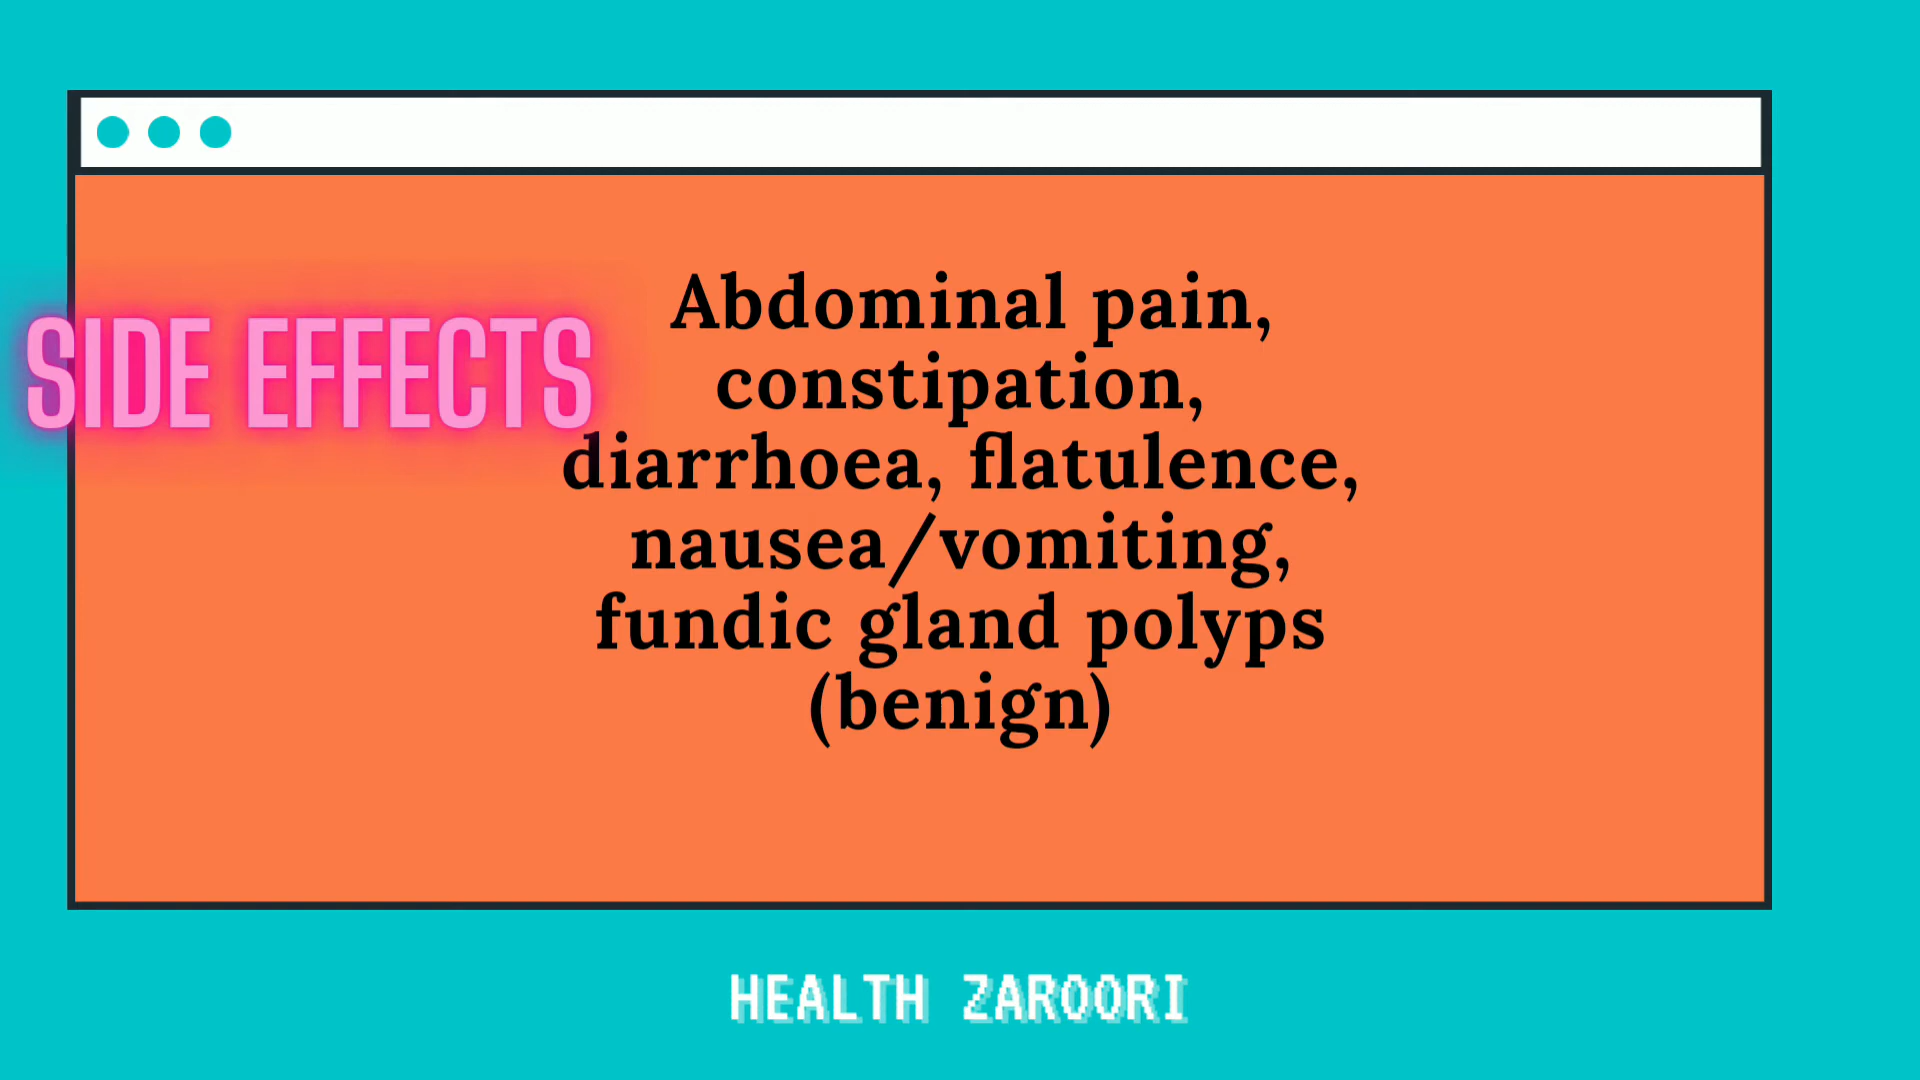 SIDE EFFECTS
Abdominal pain,
constipation,
diarrhoea, flatulence,
nausea/vomiting,
fundic gland polyps
(benign)
HEALTH ZAROORI